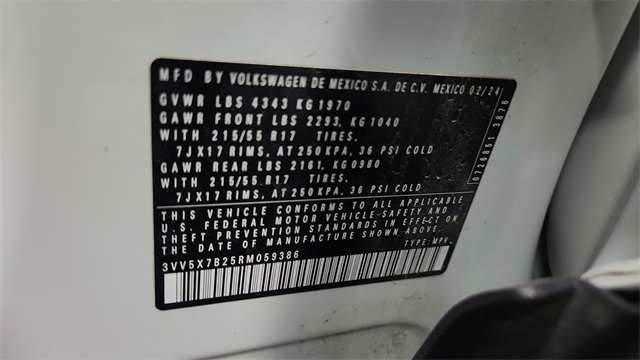 MFD BY VOLKSWAGEN DE MEXICO S.A. DE C.V. MEXICO 02/24
GVWR LBS 4343 KG 1970
GAWR FRONT LBS 2293, KG 1040
WITH 215/55 R17 TIRES.
7JX17 RIMS, AT 250 KPA, 36 PSI COLD
GAWR REAR LBS 2161, KG 0980
WITH 215/55 R17 TIRES.
7JX17 RIMS, AT 250 KPA, 36 PSI COLD
THIS VEHICLE CONFORMS TO ALL APPLICABLE
U.S. FEDERAL MOTOR VEHICLE-SAFETY AND
THEFT PREVENTION STANDARDS IN EFFECT ON
THE DATE OF MANUFACTURE SHOWN ABOVE.
3VV5X7B25RM059386 TYPE: MPV.
0726851 3876